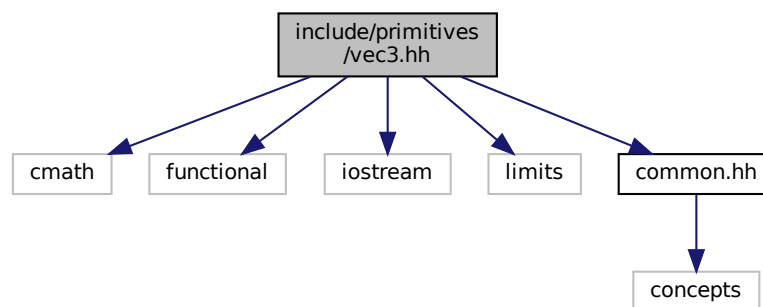 include/primitives
/vec3.hh
cmath
functional
iostream
limits
common.hh
concepts